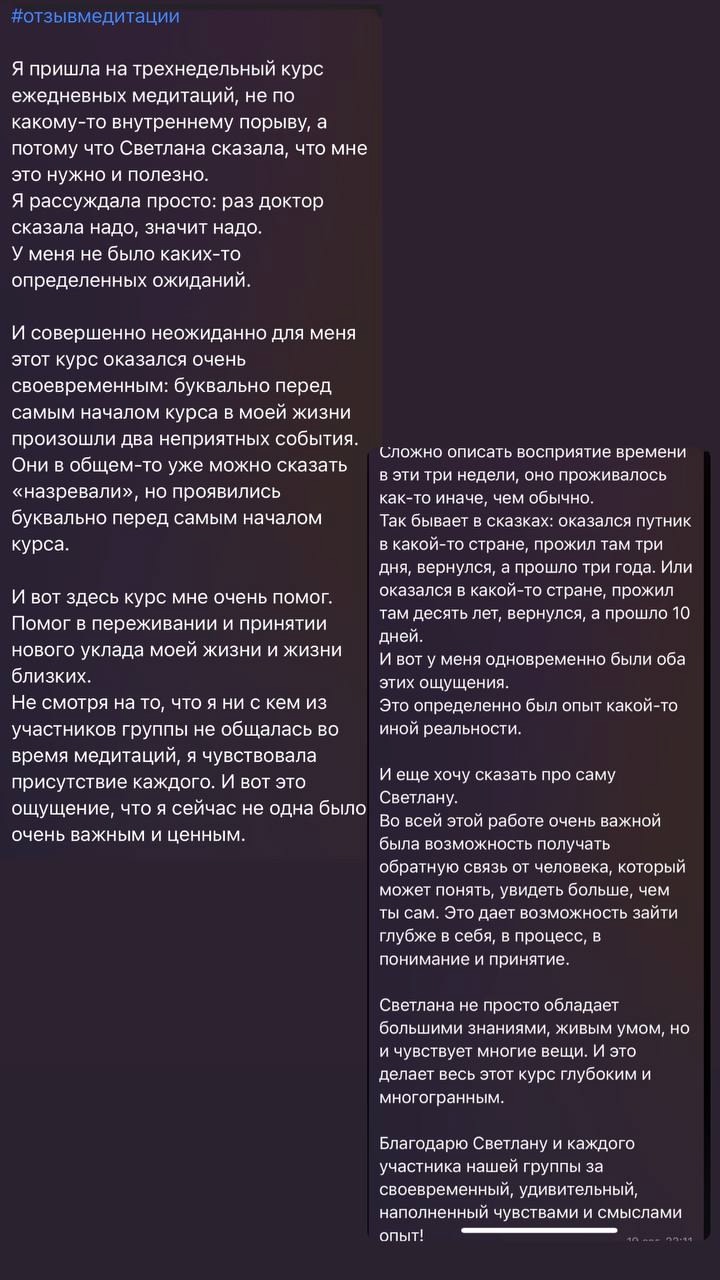 #отзывмедитации
Я пришла на трехнедельный курс
ежедневных медитаций, не по
какому-то внутреннему порыву, а
потому что Светлана сказала, что мне
это нужно и полезно.
Я рассуждала просто: раз доктор
сказала надо, значит надо.
У меня не было каких-то
определенных ожиданий.
И совершенно неожиданно для меня
этот курс оказался очень
своевременным: буквально перед
самым началом курса в моей жизни
произошли два неприятных события.
Они в общем-то уже можно сказать
«назревали», но проявились
буквально перед самым началом
курса.
И вот здесь курс мне очень помог.
Помог в переживании и принятии
нового уклада моей жизни и жизни
близких.
Не смотря на то, что я ни с кем из
участников группы не общалась во
время медитаций, я чувствовала
присутствие каждого. И вот это
ощущение, что я сейчас не одна было
очень важным и ценным.
Сложно описать восприятие времени
в эти три недели, оно проживалось
как-то иначе, чем обычно.
Так бывает в сказках: оказался путник
в какой-то стране, прожил там три
дня, вернулся, а прошло три года. Или
оказался в какой-то стране, прожил
там десять лет, вернулся, а прошло 10
дней.
И вот у меня одновременно были оба
этих ощущения.
Это определенно был опыт какой-то
иной реальности.
И еще хочу сказать про саму
Светлану.
Во всей этой работе очень важной
была возможность получать
обратную связь от человека, который
может понять, увидеть больше, чем
ты сам. Это дает возможность зайти
глубже в себя, в процесс, в
понимание и принятие.
Светлана не просто обладает
большими знаниями, живым умом, но
и чувствует многие вещи. И это
делает весь этот курс глубоким и
многогранным.
Благодарю Светлану и каждого
участника нашей группы за
своевременный, удивительный,
наполненный чувствами и смыслами
опыт!